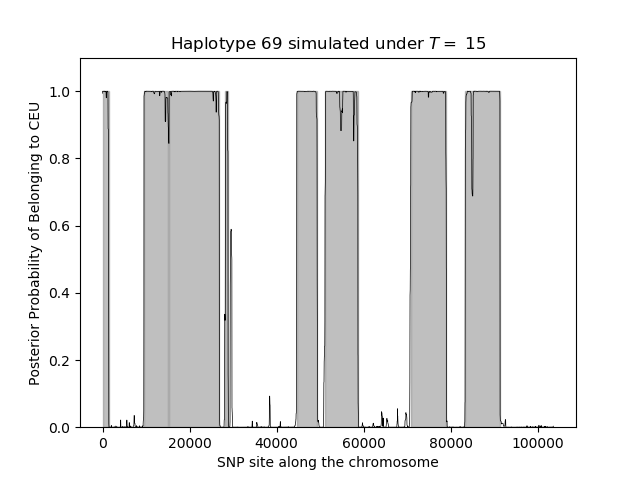 Haplotype 69 simulated under T = 15
Posterior Probability of Belonging to CEU
1.0
0.8
0.6
0.4
0.2
0.0
0 20000 40000 60000 80000 100000
SNP site along the chromosome